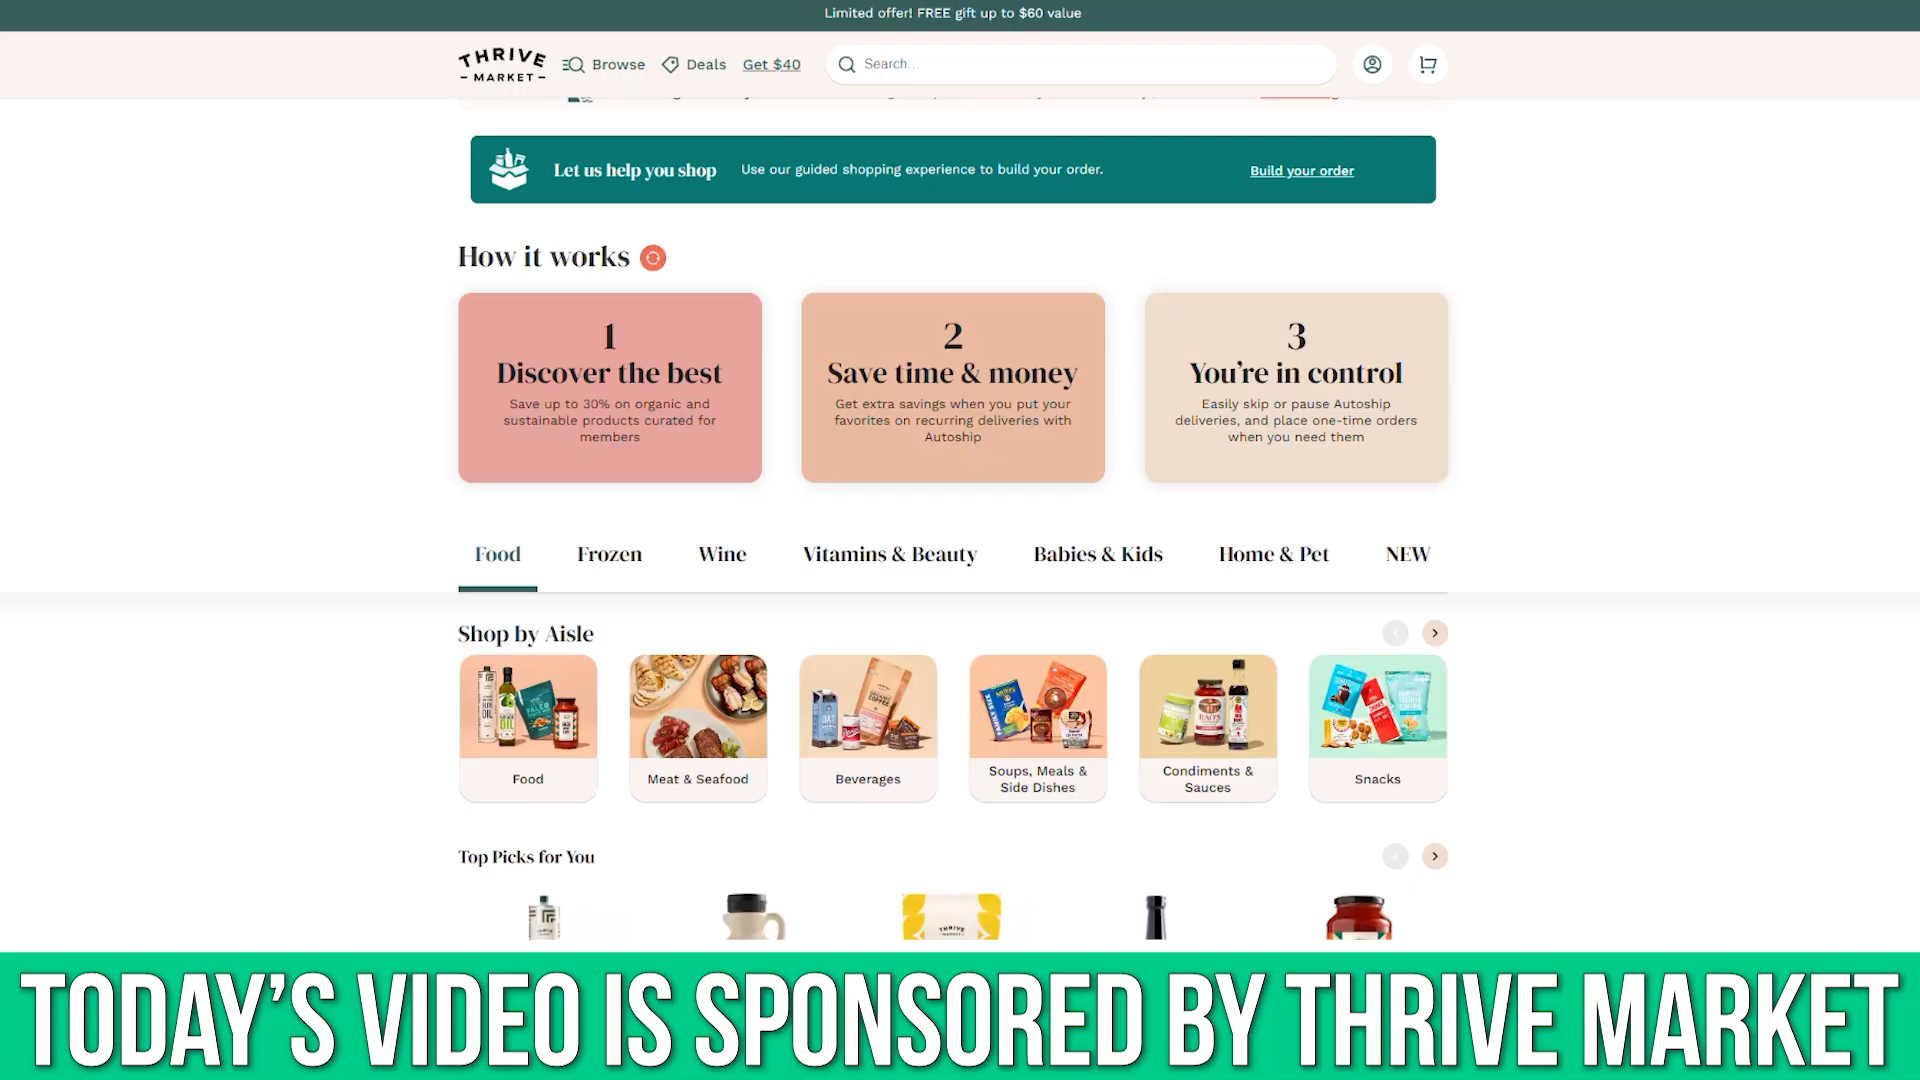 Limited offer! FREE gift up to $60 value
THRIVE
MARKET
Browse
Deals
Get $40
Search...
Let us help you shop
Use our guided shopping experience to build your order.
Build your order
How it works
1
Discover the best
Save up to 30% on organic and
sustainable products curated for
members
2
Save time & money
Get extra savings when you put your
favorites on recurring deliveries with
Autoship
3
You're in control
Easily skip or pause Autoship
deliveries, and place one-time orders
when you need them
Food
Frozen
Wine
Vitamins & Beauty
Babies & Kids
Home & Pet
NEW
Shop by Aisle
Food
Meat & Seafood
Beverages
Soups, Meals &
Side Dishes
Condiments &
Sauces
Snacks
Top Picks for You
THRIVE
MARKET
TODAY'S VIDEO IS SPONSORED BY THRIVE MARKET